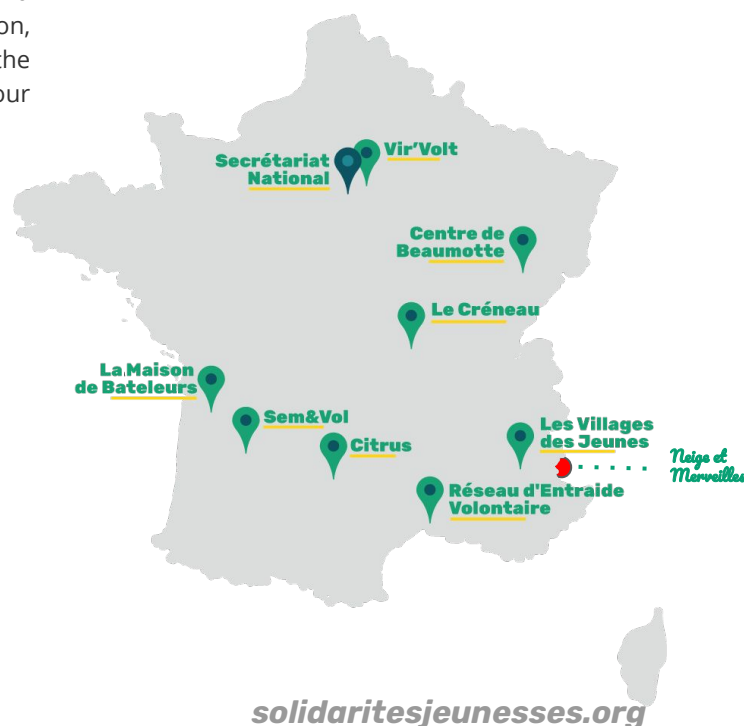 on,
the
our
Vir'Volt
Secrétariat
National
Centre de
Beaumotte
Le Créneau
La Maison
de Bateleurs
Sem&Vol
Citrus
Les Villages
des Jeunes
Neige et
Merveilles
Réseau d'Entraide
Volontaire
solidaritesjeunesses.org